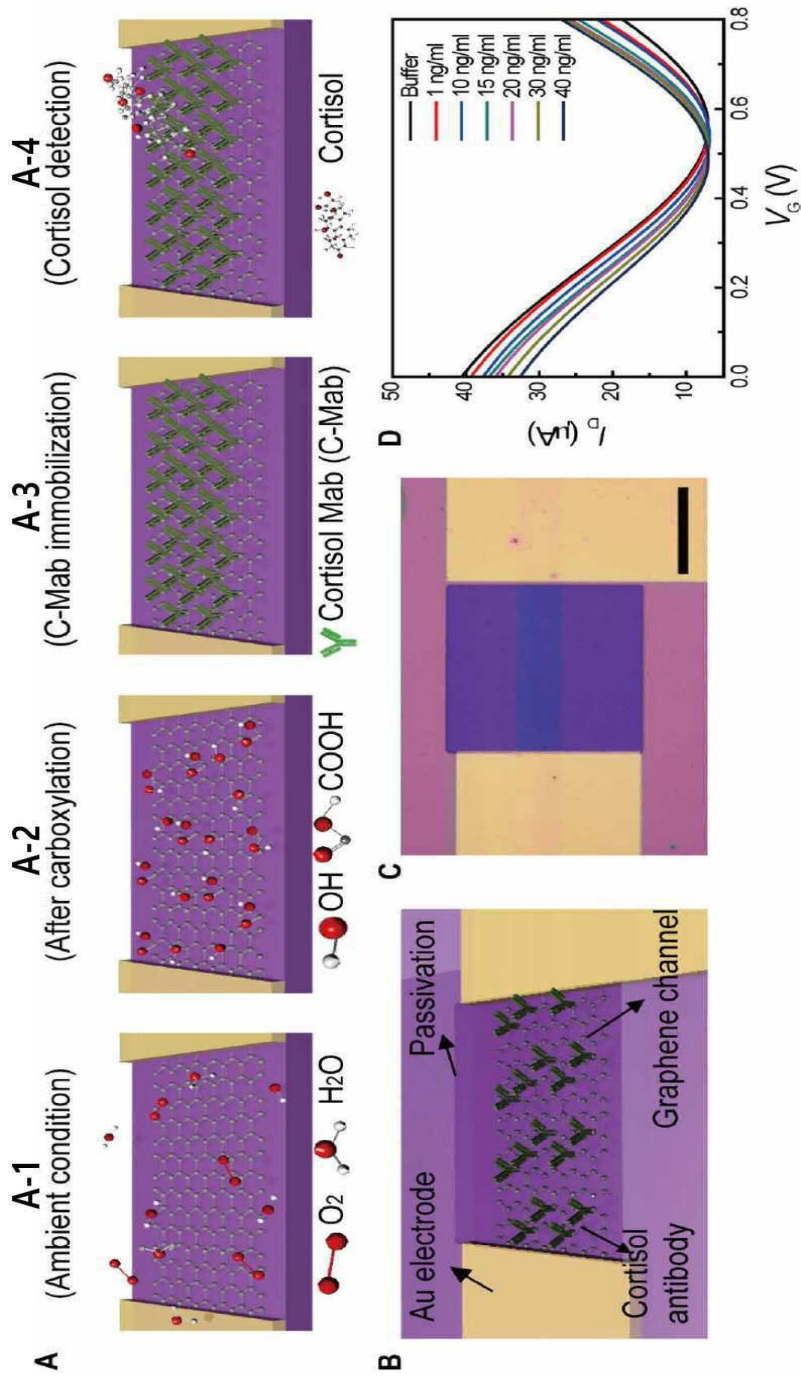 A
A-1
(Ambient condition)
O2
H2O
A-2
(After carboxylation)
OH
COOH
A-3
(C-Mab immobilization)
Cortisol Mab (C-Mab)
A-4
(Cortisol detection)
Cortisol
B
Au electrode
Passivation
Cortisol
antibody
Graphene channel
C
D
50
40
30
20
10
ID (μA)
0.0
0.2
0.4
0.6
0.8
VG (V)
Buffer
1 ng/ml
10 ng/ml
15 ng/ml
20 ng/ml
30 ng/ml
40 ng/ml